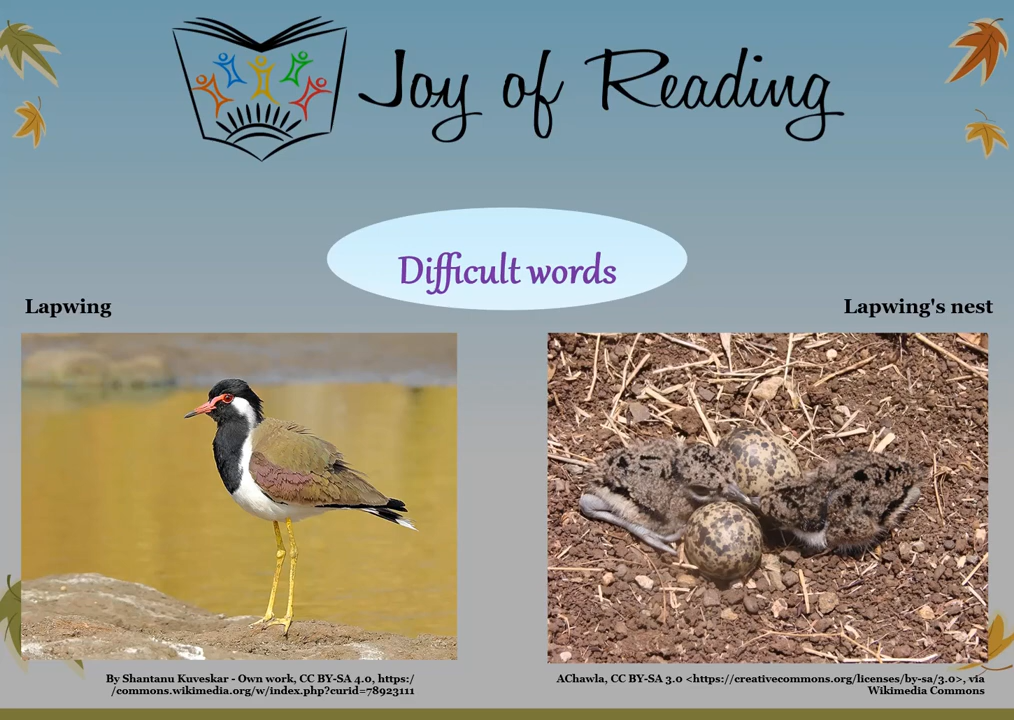 Joy of Reading
Difficult words
Lapwing
Lapwing's nest
By Shantanu Kuveskar - Own work, CC BY-SA 4.0, https:/
/commons.wikimedia.org/w/index.php?curid=78923111
AChawla, CC BY-SA 3.0 <https://creativecommons.org/licenses/by-sa/3.0>, via
Wikimedia Commons